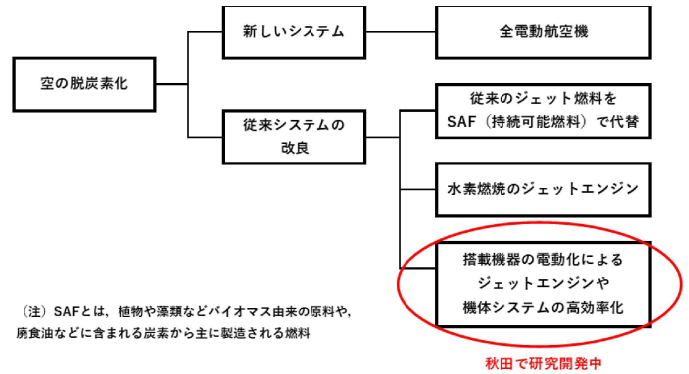 新しいシステム
全電動航空機
空の脱炭素化
従来システムの
改良
従来のジェット燃料を
SAF（持続可能燃料）で代替
水素燃焼のジェットエンジン
搭載機器の電動化による
ジェットエンジンや
機体システムの高効率化
（注）SAFとは，植物や藻類などバイオマス由来の原料や，
廃食油などに含まれる炭素から主に製造される燃料
秋田で研究開発中